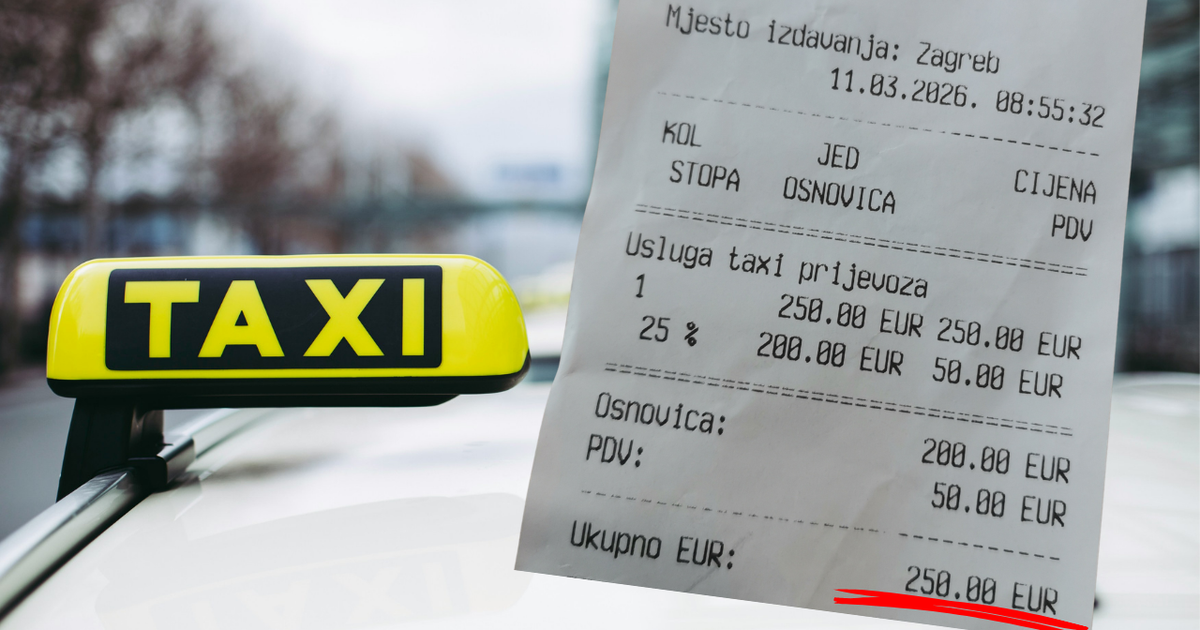 TAXI
Mjesto izdavanja: Zagreb
11.03.2026. 08:55:32
KOL JED CIJENA
STOPA OSNOVICA PDV
Usluga taxi prijevoza
1 250.00 EUR 250.00 EUR
25 % 200.00 EUR 50.00 EUR
Osnovica: 200.00 EUR
PDV: 50.00 EUR
Ukupno EUR: 250.00 EUR